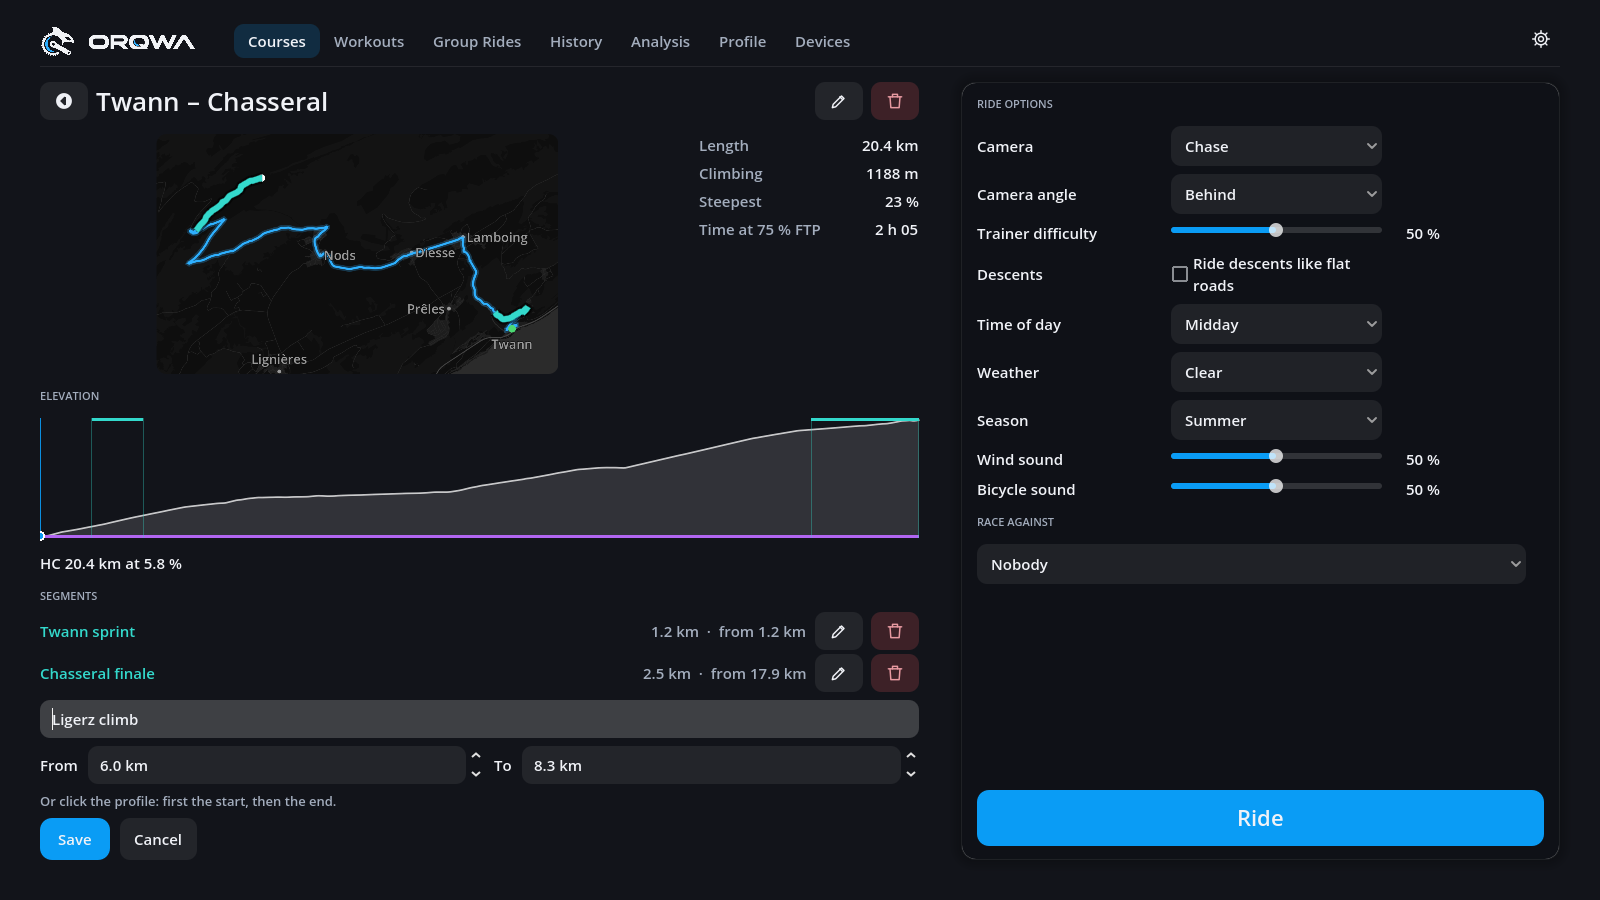 ORQWA
Courses
Workouts
Group Rides
History
Analysis
Profile
Devices
Twann – Chasseral
Nods
Diesse
Lamboing
Prêles
Twann
Lignières
Length 20.4 km
Climbing 1188 m
Steepest 23 %
Time at 75 % FTP 2 h 05
ELEVATION
HC 20.4 km at 5.8 %
SEGMENTS
Twann sprint 1.2 km · from 1.2 km
Chasseral finale 2.5 km · from 17.9 km
Ligerz climb
From 6.0 km To 8.3 km
Or click the profile: first the start, then the end.
Save Cancel
RIDE OPTIONS
Camera Chase
Camera angle Behind
Trainer difficulty 50 %
Descents Ride descents like flat
roads
Time of day Midday
Weather Clear
Season Summer
Wind sound 50 %
Bicycle sound 50 %
RACE AGAINST
Nobody
Ride